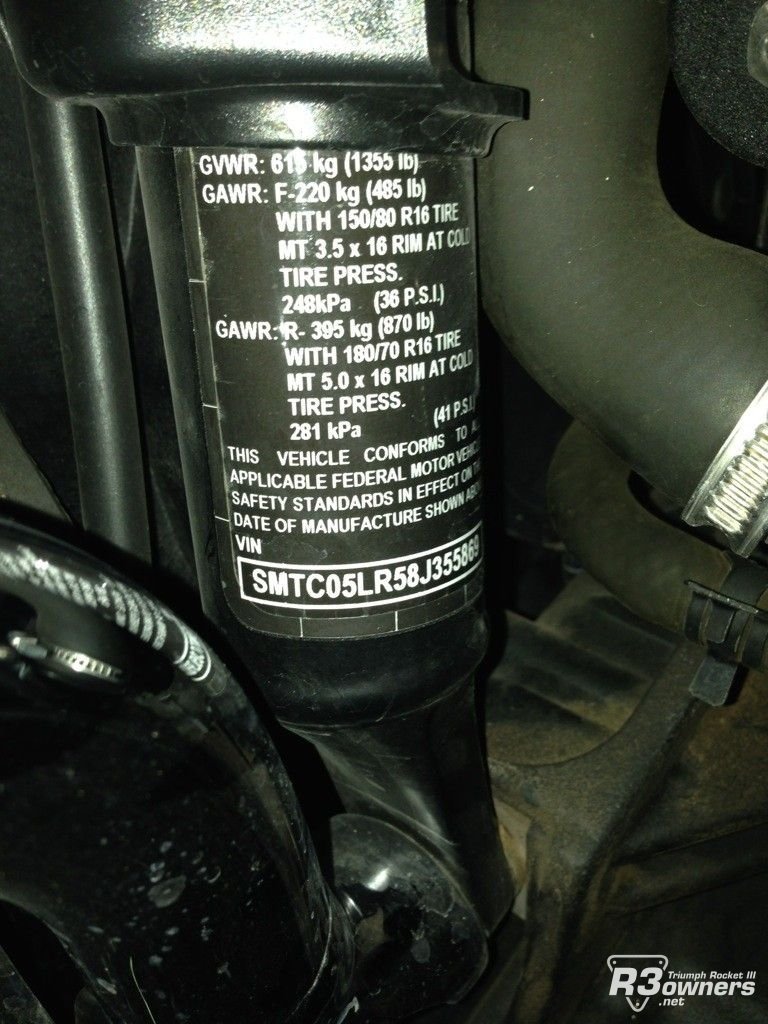 GVWR: 615 kg (1355 lb)
GAWR: F-220 kg (485 lb)
WITH 150/80 R16 TIRE
MT 3.5 x 16 RIM AT COLD
TIRE PRESS.
248kPa (36 P.S.I.)
GAWR: R- 395 kg (870 lb)
WITH 180/70 R16 TIRE
MT 5.0 x 16 RIM AT COLD
TIRE PRESS.
281 kPa (41 P.S.I.)
THIS VEHICLE CONFORMS TO
APPLICABLE FEDERAL MOTOR VEHICLE
SAFETY STANDARDS IN EFFECT ON
DATE OF MANUFACTURE SHOWN
VIN
SMTC05LR58J355869
Triumph Rocket III
R3owners
.net